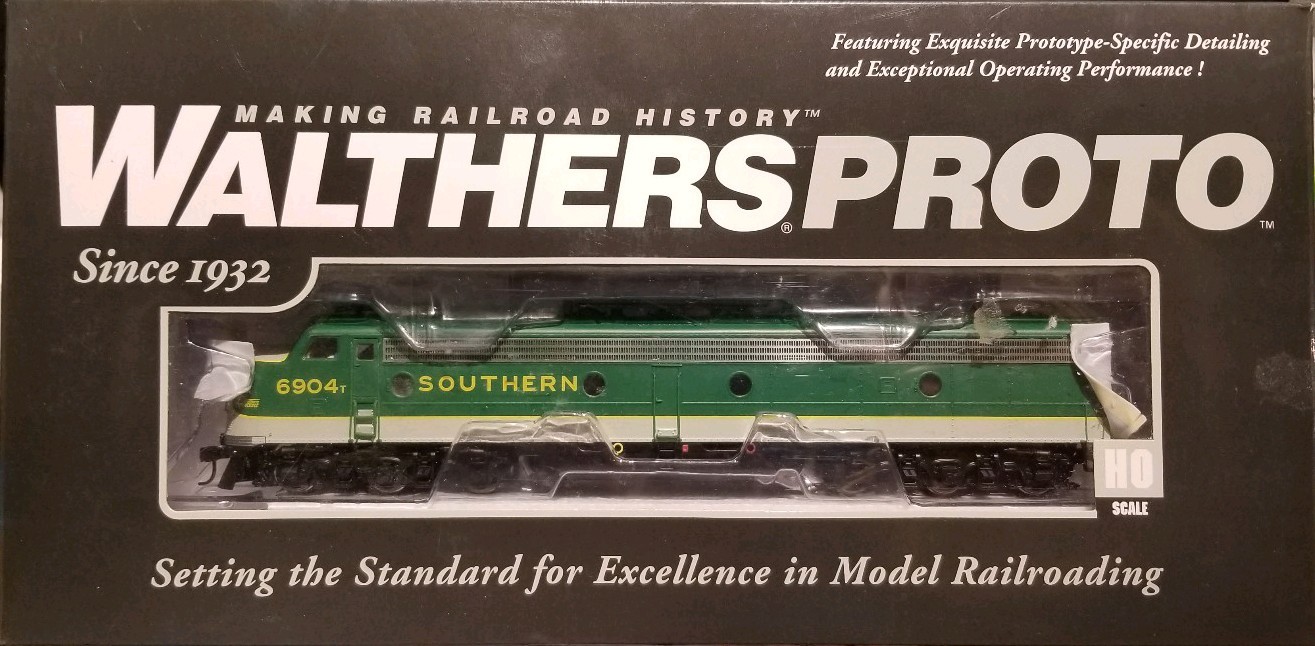 Featuring Exquisite Prototype-Specific Detailing
and Exceptional Operating Performance !
MAKING RAILROAD HISTORY™
WALTHERS® PROTO™
Since 1932
6904T
SOUTHERN
HO
SCALE
Setting the Standard for Excellence in Model Railroading